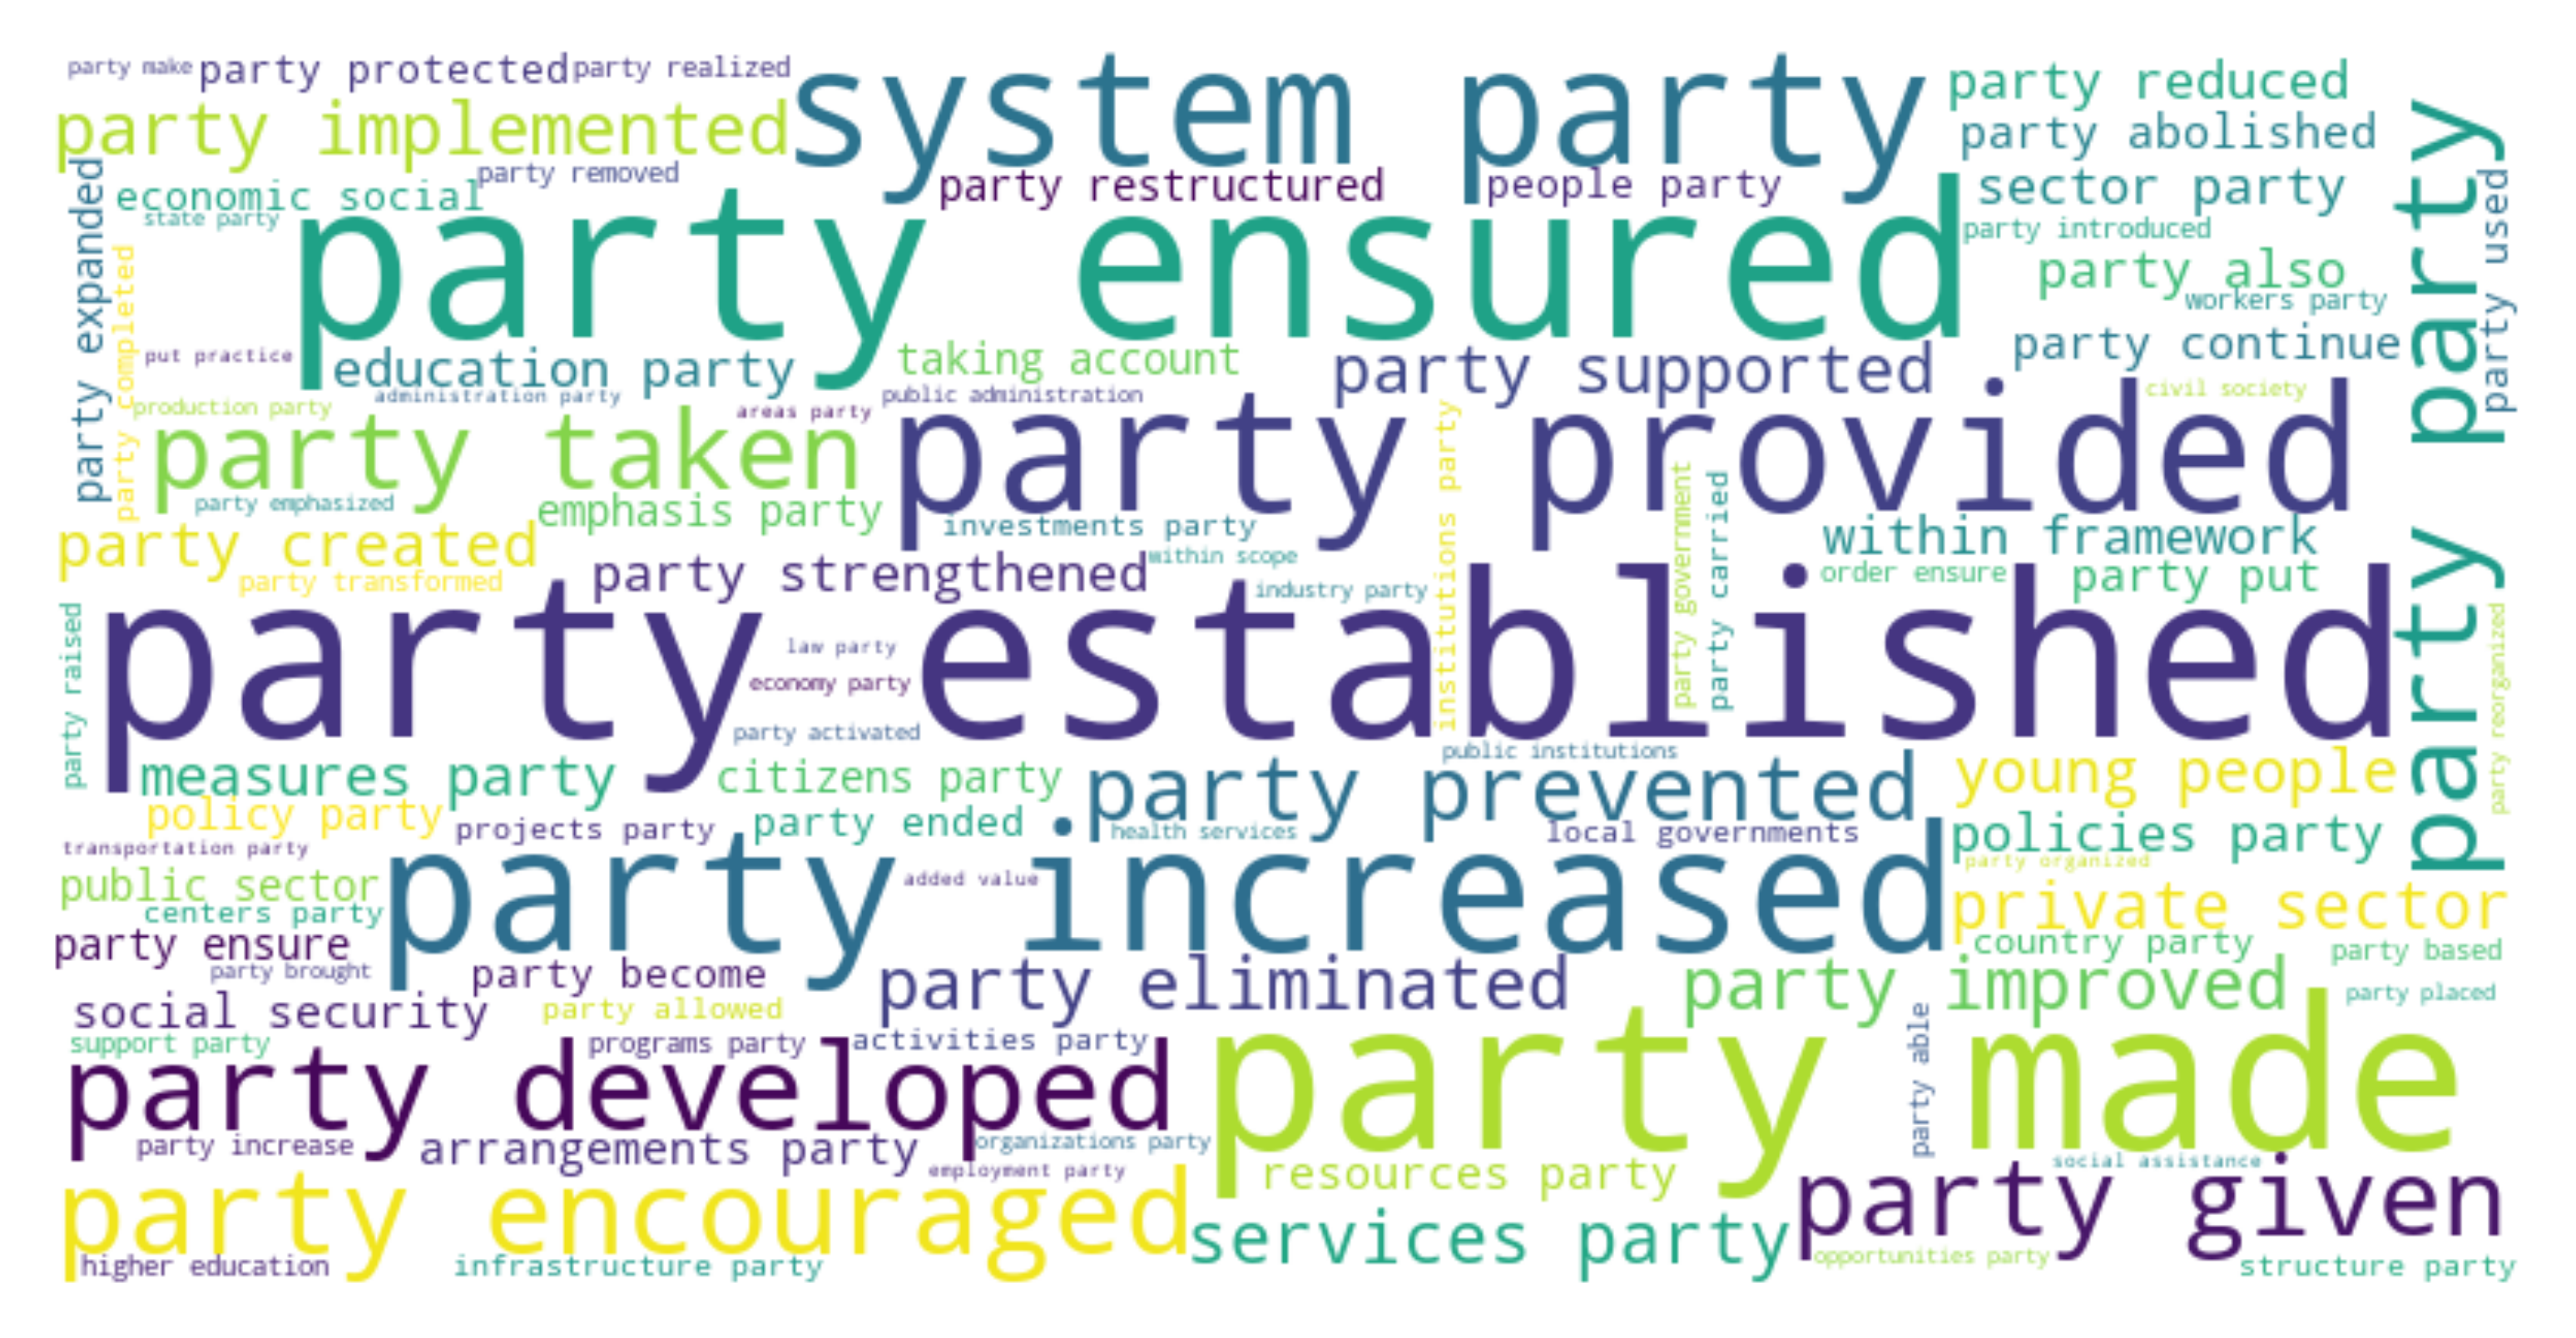 party make
party protected
party realized
system party
party reduced
party implemented
party abolished
party removed
party restructured
people party
sector party
economic social
state party
party expanded
party completed
party ensured
party introduced
party also
workers party
party used
party party
put practice
education party
taking account
party supported
party continue
administration party
public administration
civil society
production party
areas party
party taken
party provided
institutions party
party government
party carried
party emphasized
emphasis party
investments party
within framework
party created
party strengthened
within scope
order ensure
party put
party transformed
industry party
party raised
party established
party reorganized
law party
economy party
party activated
public institutions
measures party
citizens party
party prevented
young people
policy party
projects party
party ended
health services
local governments
policies party
transportation party
party organized
public sector
party increased
added value
private sector
centers party
party ensure
country party
party based
party brought
party become
party eliminated
party improved
party placed
social security
party allowed
support party
programs party
activities party
party able
party developed
party made
party increase
arrangements party
organizations party
employment party
social assistance
resources party
party encouraged
services party
party given
higher education
infrastructure party
opportunities party
structure party